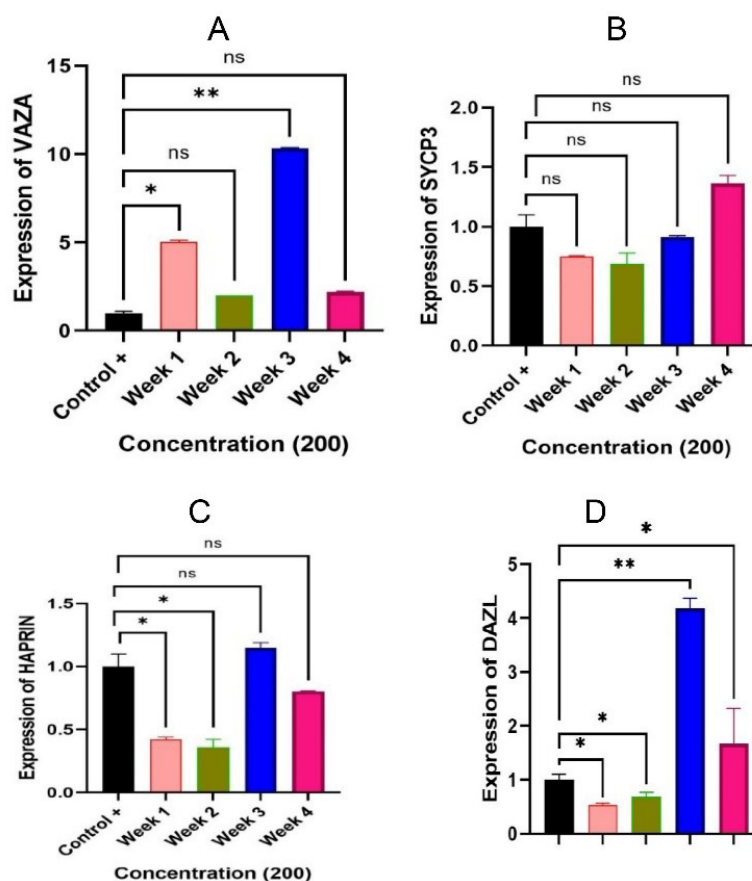 A
Expression of VAZA
15
10
5
0
ns
**
ns
*
Control +
Week 1
Week 2
Week 3
Week 4
Concentration (200)
B
Expression of SYCP3
2.0
1.5
1.0
0.5
0.0
ns
ns
ns
ns
Control +
Week 1
Week 2
Week 3
Week 4
Concentration (200)
C
Expression of HAPRIN
1.5
1.0
0.5
0.0
ns
ns
*
*
Control +
Week 1
Week 2
Week 3
Week 4
Concentration (200)
D
Expression of DAZL
5
4
2
1
0
*
**
*
*